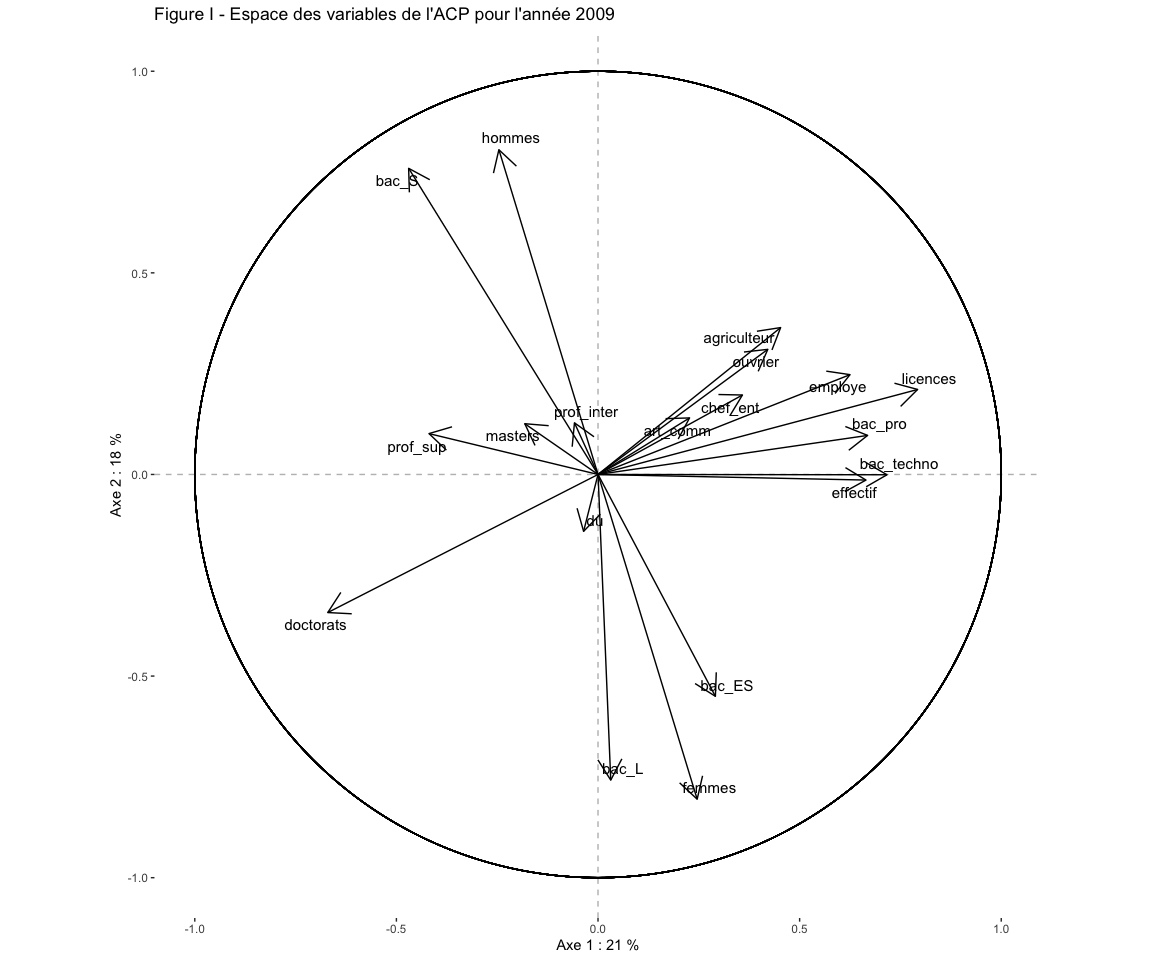 Figure I - Espace des variables de l'ACP pour l'année 2009
1.0
hommes
bac_S
0.5
agriculteur
ouvrier
employe
licences
chef_ent
prof_inter
bac_pro
art_comm
masters
prof_sup
bac_techno
0.0
effectif
du
Axe 2 : 18 %
doctorats
-0.5
bac_ES
bac_L
femmes
-1.0
-1.0 -0.5 0.0 0.5 1.0
Axe 1 : 21 %